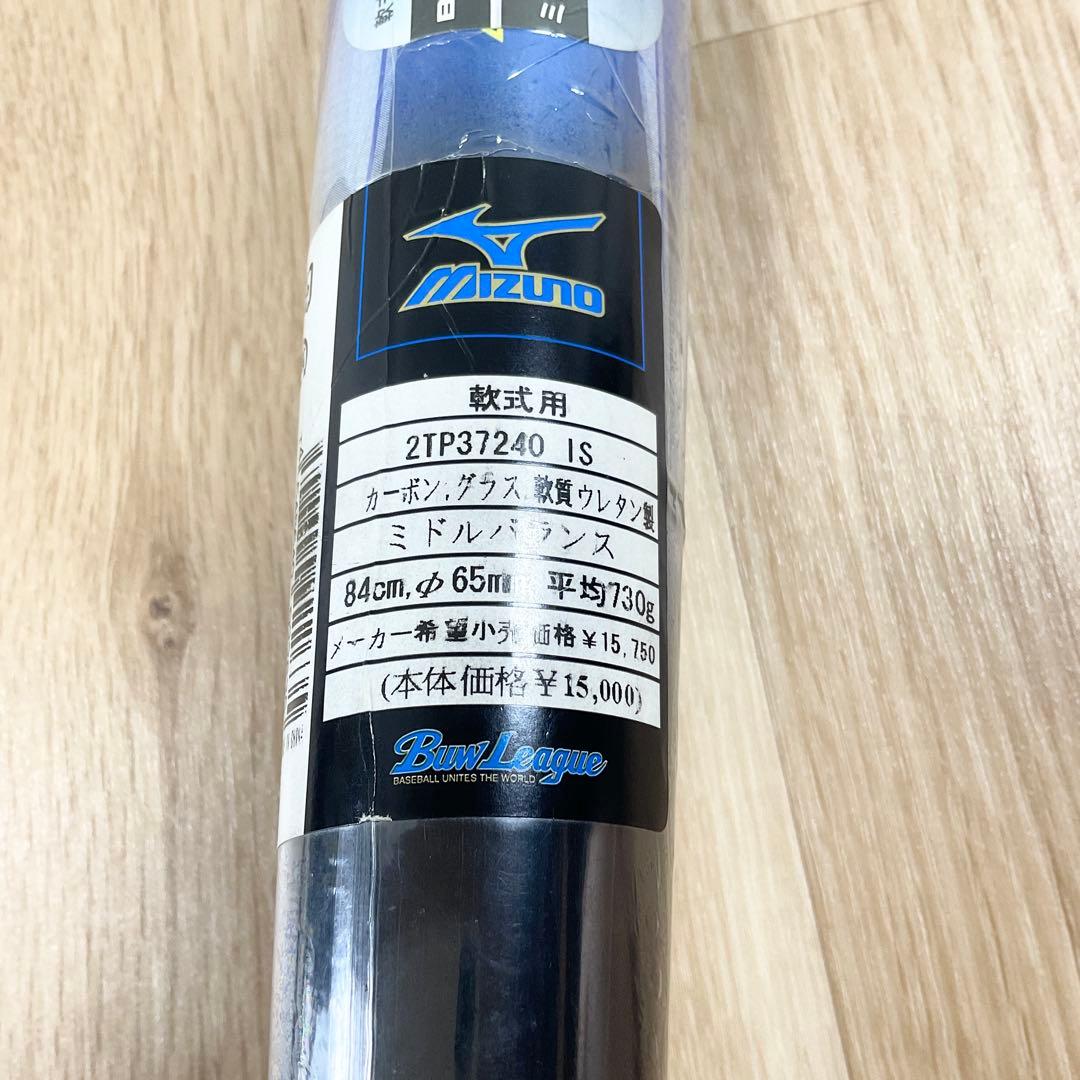 MIZUNO
軟式用
2TP37240 IS
カーボン,グラス,軟質ウレタン製
ミドルバランス
84cm,φ65mm 平均730g
メーカー希望小売価格¥15,750
(本体価格¥15,000)
Buw League
BASEBALL UNITES THE WORLD